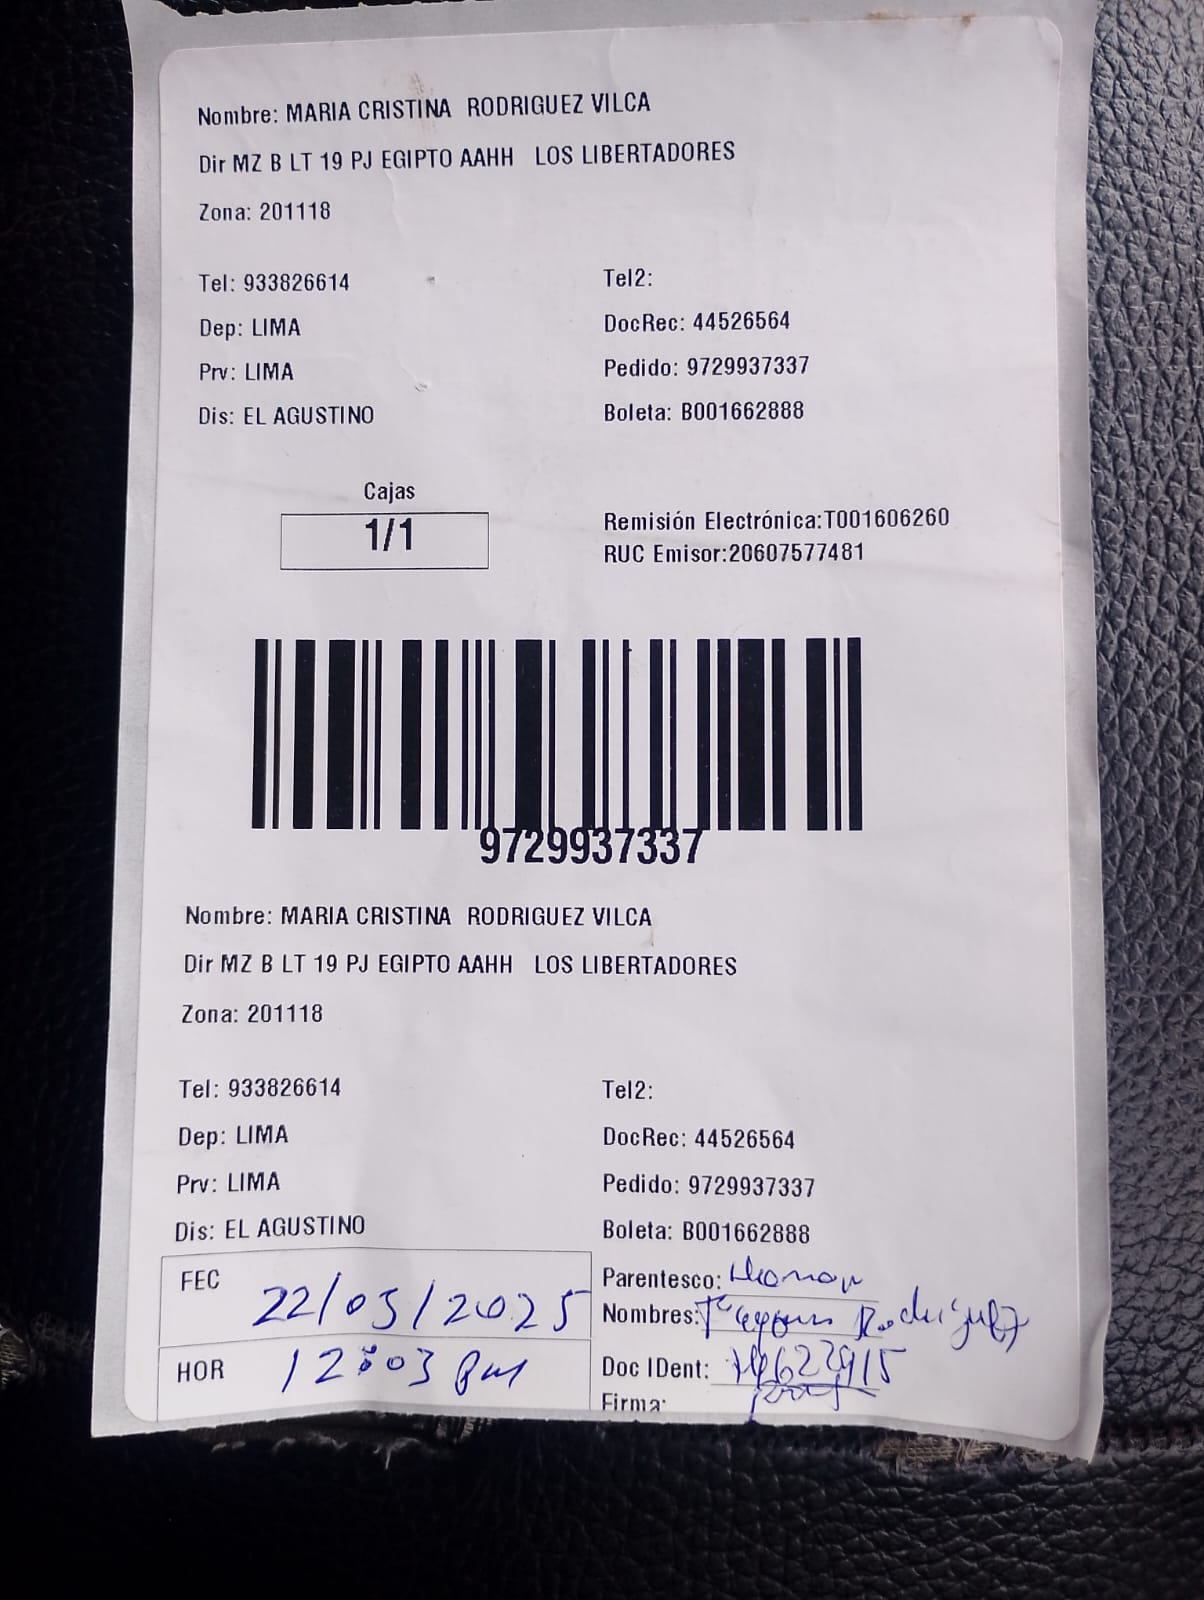 Nombre: MARIA CRISTINA RODRIGUEZ VILCA
Dir MZ B LT 19 PJ EGIPTO AAHH LOS LIBERTADORES
Zona: 201118
Tel: 933826614 Tel2:
Dep: LIMA DocRec: 44526564
Prv: LIMA Pedido: 9729937337
Dis: EL AGUSTINO Boleta: B001662888
Cajas
1/1
Remisión Electrónica:T001606260
RUC Emisor:20607577481
9729937337
Nombre: MARIA CRISTINA RODRIGUEZ VILCA
Dir MZ B LT 19 PJ EGIPTO AAHH LOS LIBERTADORES
Zona: 201118
Tel: 933826614 Tel2:
Dep: LIMA DocRec: 44526564
Prv: LIMA Pedido: 9729937337
Dis: EL AGUSTINO Boleta: B001662888
FEC 22/05/2025 Parentesco:
Nombres: Rodriguez
HOR 12:03 pm Doc IDent:
Firma: